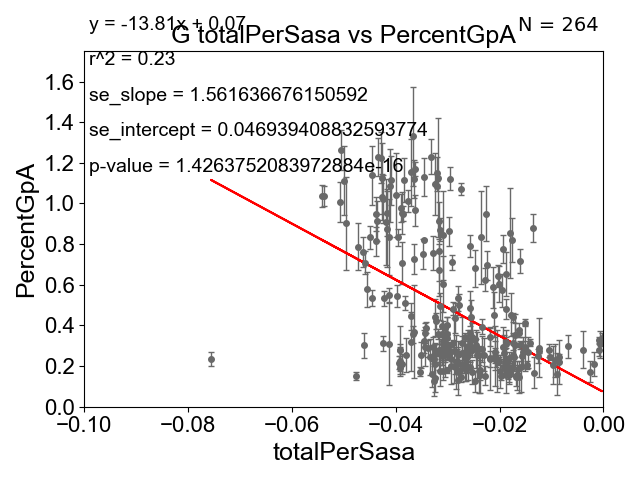 y = -13.81x + 0.07
N = 264
G totalPerSasa vs PercentGpA
r^2 = 0.23
se_slope = 1.561636676150592
se_intercept = 0.046939408832593774
p-value = 1.4263752083972884e-16
PercentGpA
1.6
1.4
1.2
1.0
0.8
0.6
0.4
0.2
0.0
−0.10 −0.08 −0.06 −0.04 −0.02 0.00
totalPerSasa